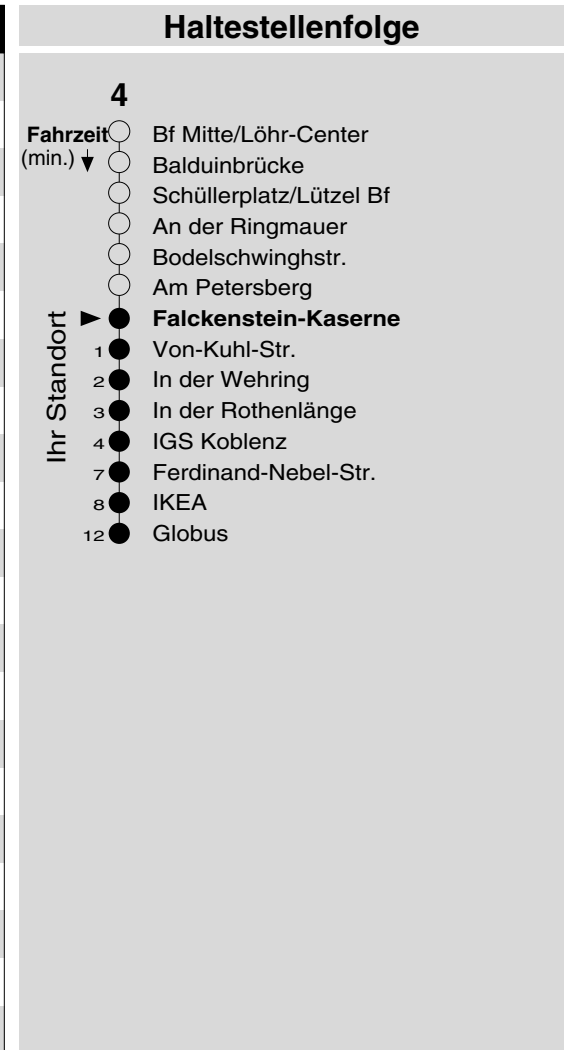 Haltestellenfolge
4
Fahrzeit Bf Mitte/Löhr-Center
(min.) Balduinbrücke
Schüllerplatz/Lützel Bf
An der Ringmauer
Bodelschwinghstr.
Am Petersberg
Ihr Standort
Falckenstein-Kaserne
1 Von-Kuhl-Str.
2 In der Wehring
3 In der Rothenlänge
4 IGS Koblenz
7 Ferdinand-Nebel-Str.
8 IKEA
12 Globus